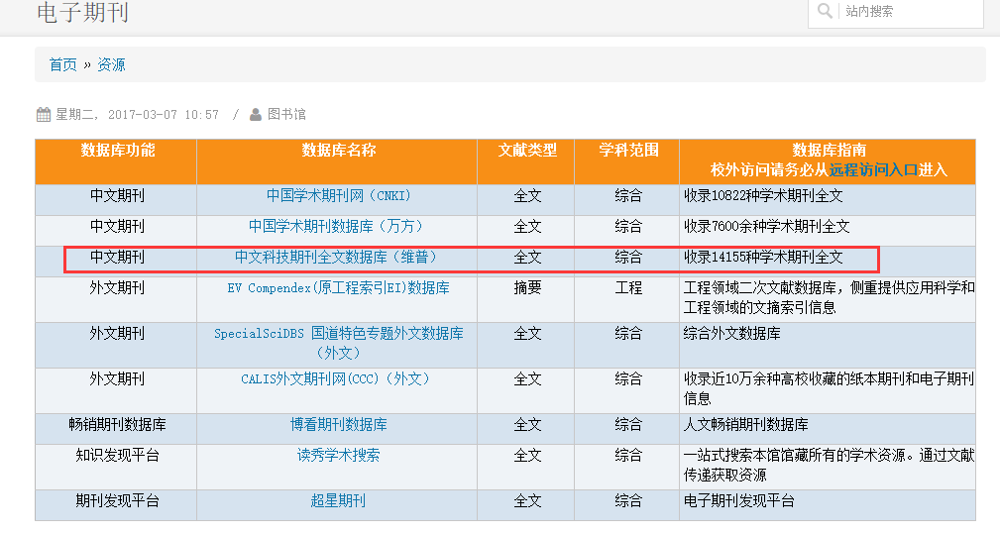 电子期刊
站内搜索
首页 » 资源
星期二, 2017-03-07 10:57 / 图书馆
数据库功能 数据库名称 文献类型 学科范围 数据库指南
校外访问请务必从远程访问入口进入
中文期刊 中国学术期刊网（CNKI） 全文 综合 收录10822种学术期刊全文
中文期刊 中国学术期刊数据库（万方） 全文 综合 收录7600余种学术期刊全文
中文期刊 中文科技期刊全文数据库（维普） 全文 综合 收录14155种学术期刊全文
外文期刊 EV Compendex(原工程索引EI)数据库 摘要 工程 工程领域二次文献数据库，侧重提供应用科学和
工程领域的文摘索引信息
外文期刊 SpecialSciDBS 国道特色专题外文数据库 全文 综合 综合外文数据库
（外文）
外文期刊 CALIS外文期刊网(CCC)（外文） 全文 综合 收录近10万余种高校收藏的纸本期刊和电子期刊
信息
畅销期刊数据库 博看期刊数据库 全文 综合 人文畅销期刊数据库
知识发现平台 读秀学术搜索 全文 综合 一站式搜索本馆馆藏所有的学术资源。通过文献
传递获取资源
期刊发现平台 超星期刊 全文 综合 电子期刊发现平台